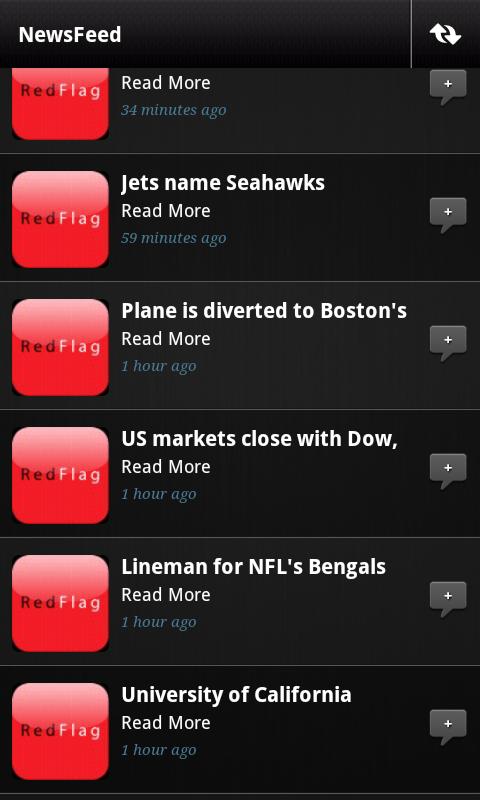 NewsFeed
RedFlag
Read More
34 minutes ago
+
Jets name Seahawks
RedFlag
Read More
59 minutes ago
+
Plane is diverted to Boston's
RedFlag
Read More
1 hour ago
+
US markets close with Dow,
RedFlag
Read More
1 hour ago
+
Lineman for NFL's Bengals
RedFlag
Read More
1 hour ago
+
University of California
RedFlag
Read More
1 hour ago
+